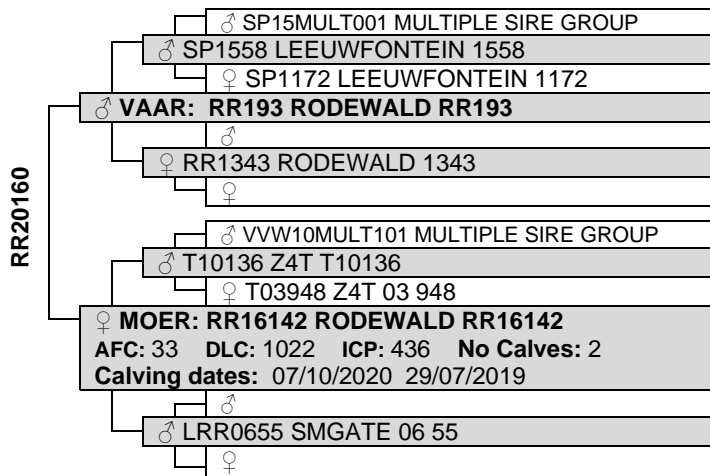 ♂ SP15MULT001 MULTIPLE SIRE GROUP
♂ SP1558 LEEUWFONTEIN 1558
♀ SP1172 LEEUWFONTEIN 1172
♂ VAAR: RR193 RODEWALD RR193
♂
♀ RR1343 RODEWALD 1343
♀
RR20160
♂ VVW10MULT101 MULTIPLE SIRE GROUP
♂ T10136 Z4T T10136
♀ T03948 Z4T 03 948
♀ MOER: RR16142 RODEWALD RR16142
AFC: 33 DLC: 1022 ICP: 436 No Calves: 2
Calving dates: 07/10/2020 29/07/2019
♂
♂ LRR0655 SMGATE 06 55
♀